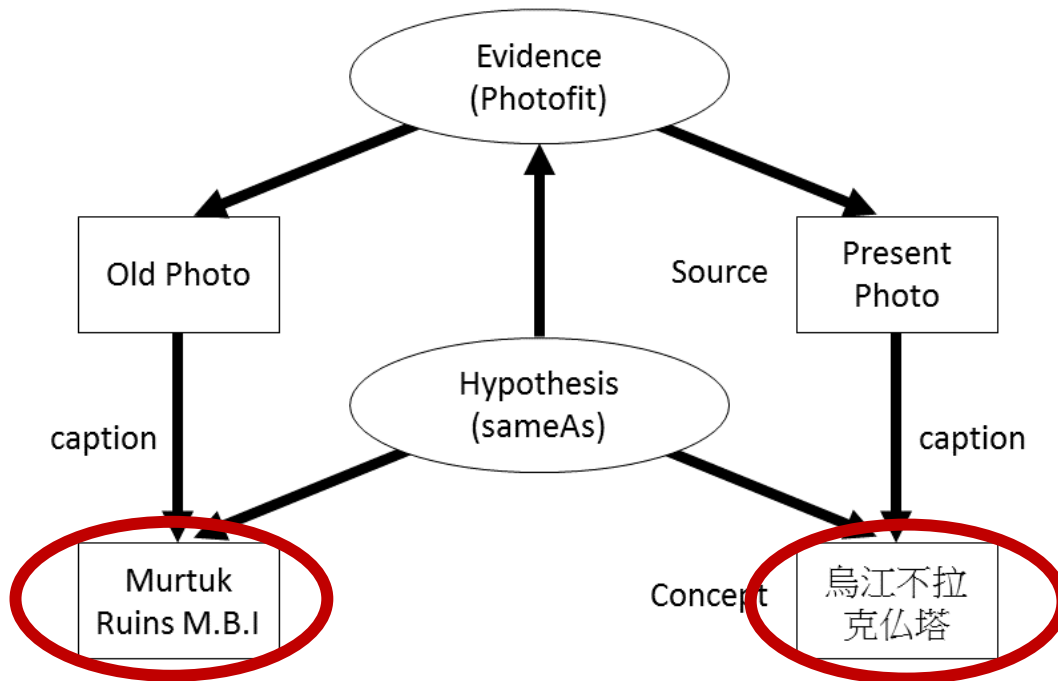 Evidence
(Photofit)
Old Photo
Source
Present
Photo
Hypothesis
(sameAs)
caption
caption
Murtuk
Ruins M.B.I
Concept
烏江不拉
克仏塔